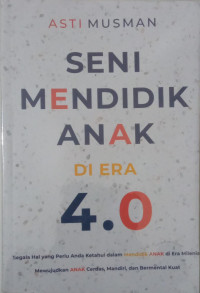 ASTI MUSMAN
SENI
MENDIDIK
ANAK
DI ERA
4.0
Segala Hal yang Perlu Anda Ketahui dalam MENDIDIK ANAK di Era Milenial
Mewujudkan ANAK Cerdas, Mandiri, dan Bermental Kuat